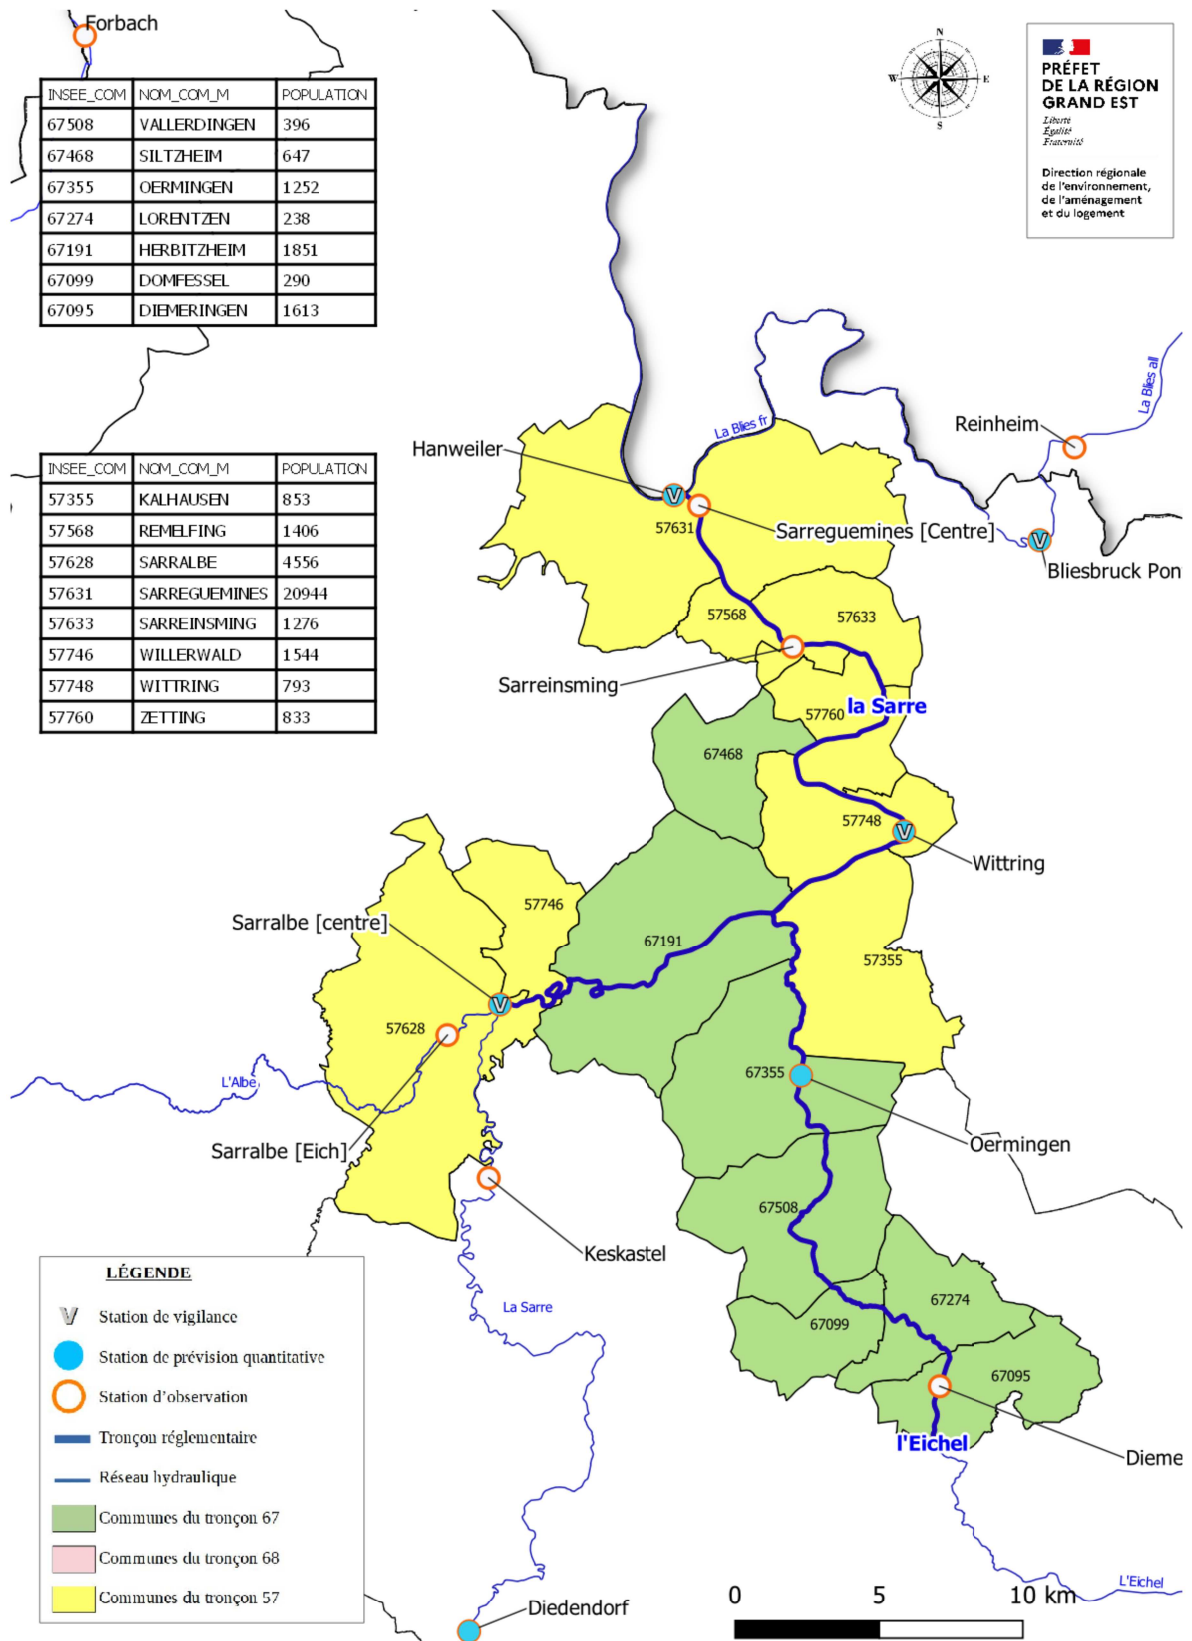 Forbach
INSEE_COM NOM_COM_M POPULATION
67508 VALLERDINGEN 396
67468 SILTZHEIM 647
67355 OERMINGEN 1252
67274 LORENTZEN 238
67191 HERBITZHEIM 1851
67099 DOMFESSEL 290
67095 DIEMERINGEN 1613
N
W E
S
PRÉFET
DE LA RÉGION
GRAND EST
Liberté
Égalité
Fraternité
Direction régionale
de l'environnement,
de l'aménagement
et du logement
INSEE_COM NOM_COM_M POPULATION
57355 KALHAUSEN 853
57568 REMELFING 1406
57628 SARRALBE 4556
57631 SARREGUEMINES 20944
57633 SARREINSMING 1276
57746 WILLERWALD 1544
57748 WITTRING 793
57760 ZETTING 833
La Blies all
Reinheim
La Blies fr
Hanweiler
V
57631
Sarreguemines [Centre]
V
Bliesbruck Pon
57568
57633
Sarreinsming
57760
la Sarre
67468
57748
V
Wittring
57746
Sarralbe [centre]
67191
57355
V
57628
67355
L'Albe
Sarralbe [Eich]
Oermingen
67508
Keskastel
La Sarre
67274
67099
67095
l'Eichel
Dieme
L'Eichel
LÉGENDE
V Station de vigilance
Station de prévision quantitative
Station d'observation
Tronçon réglementaire
Réseau hydraulique
Communes du tronçon 67
Communes du tronçon 68
Communes du tronçon 57
Diedendorf
0 5 10 km